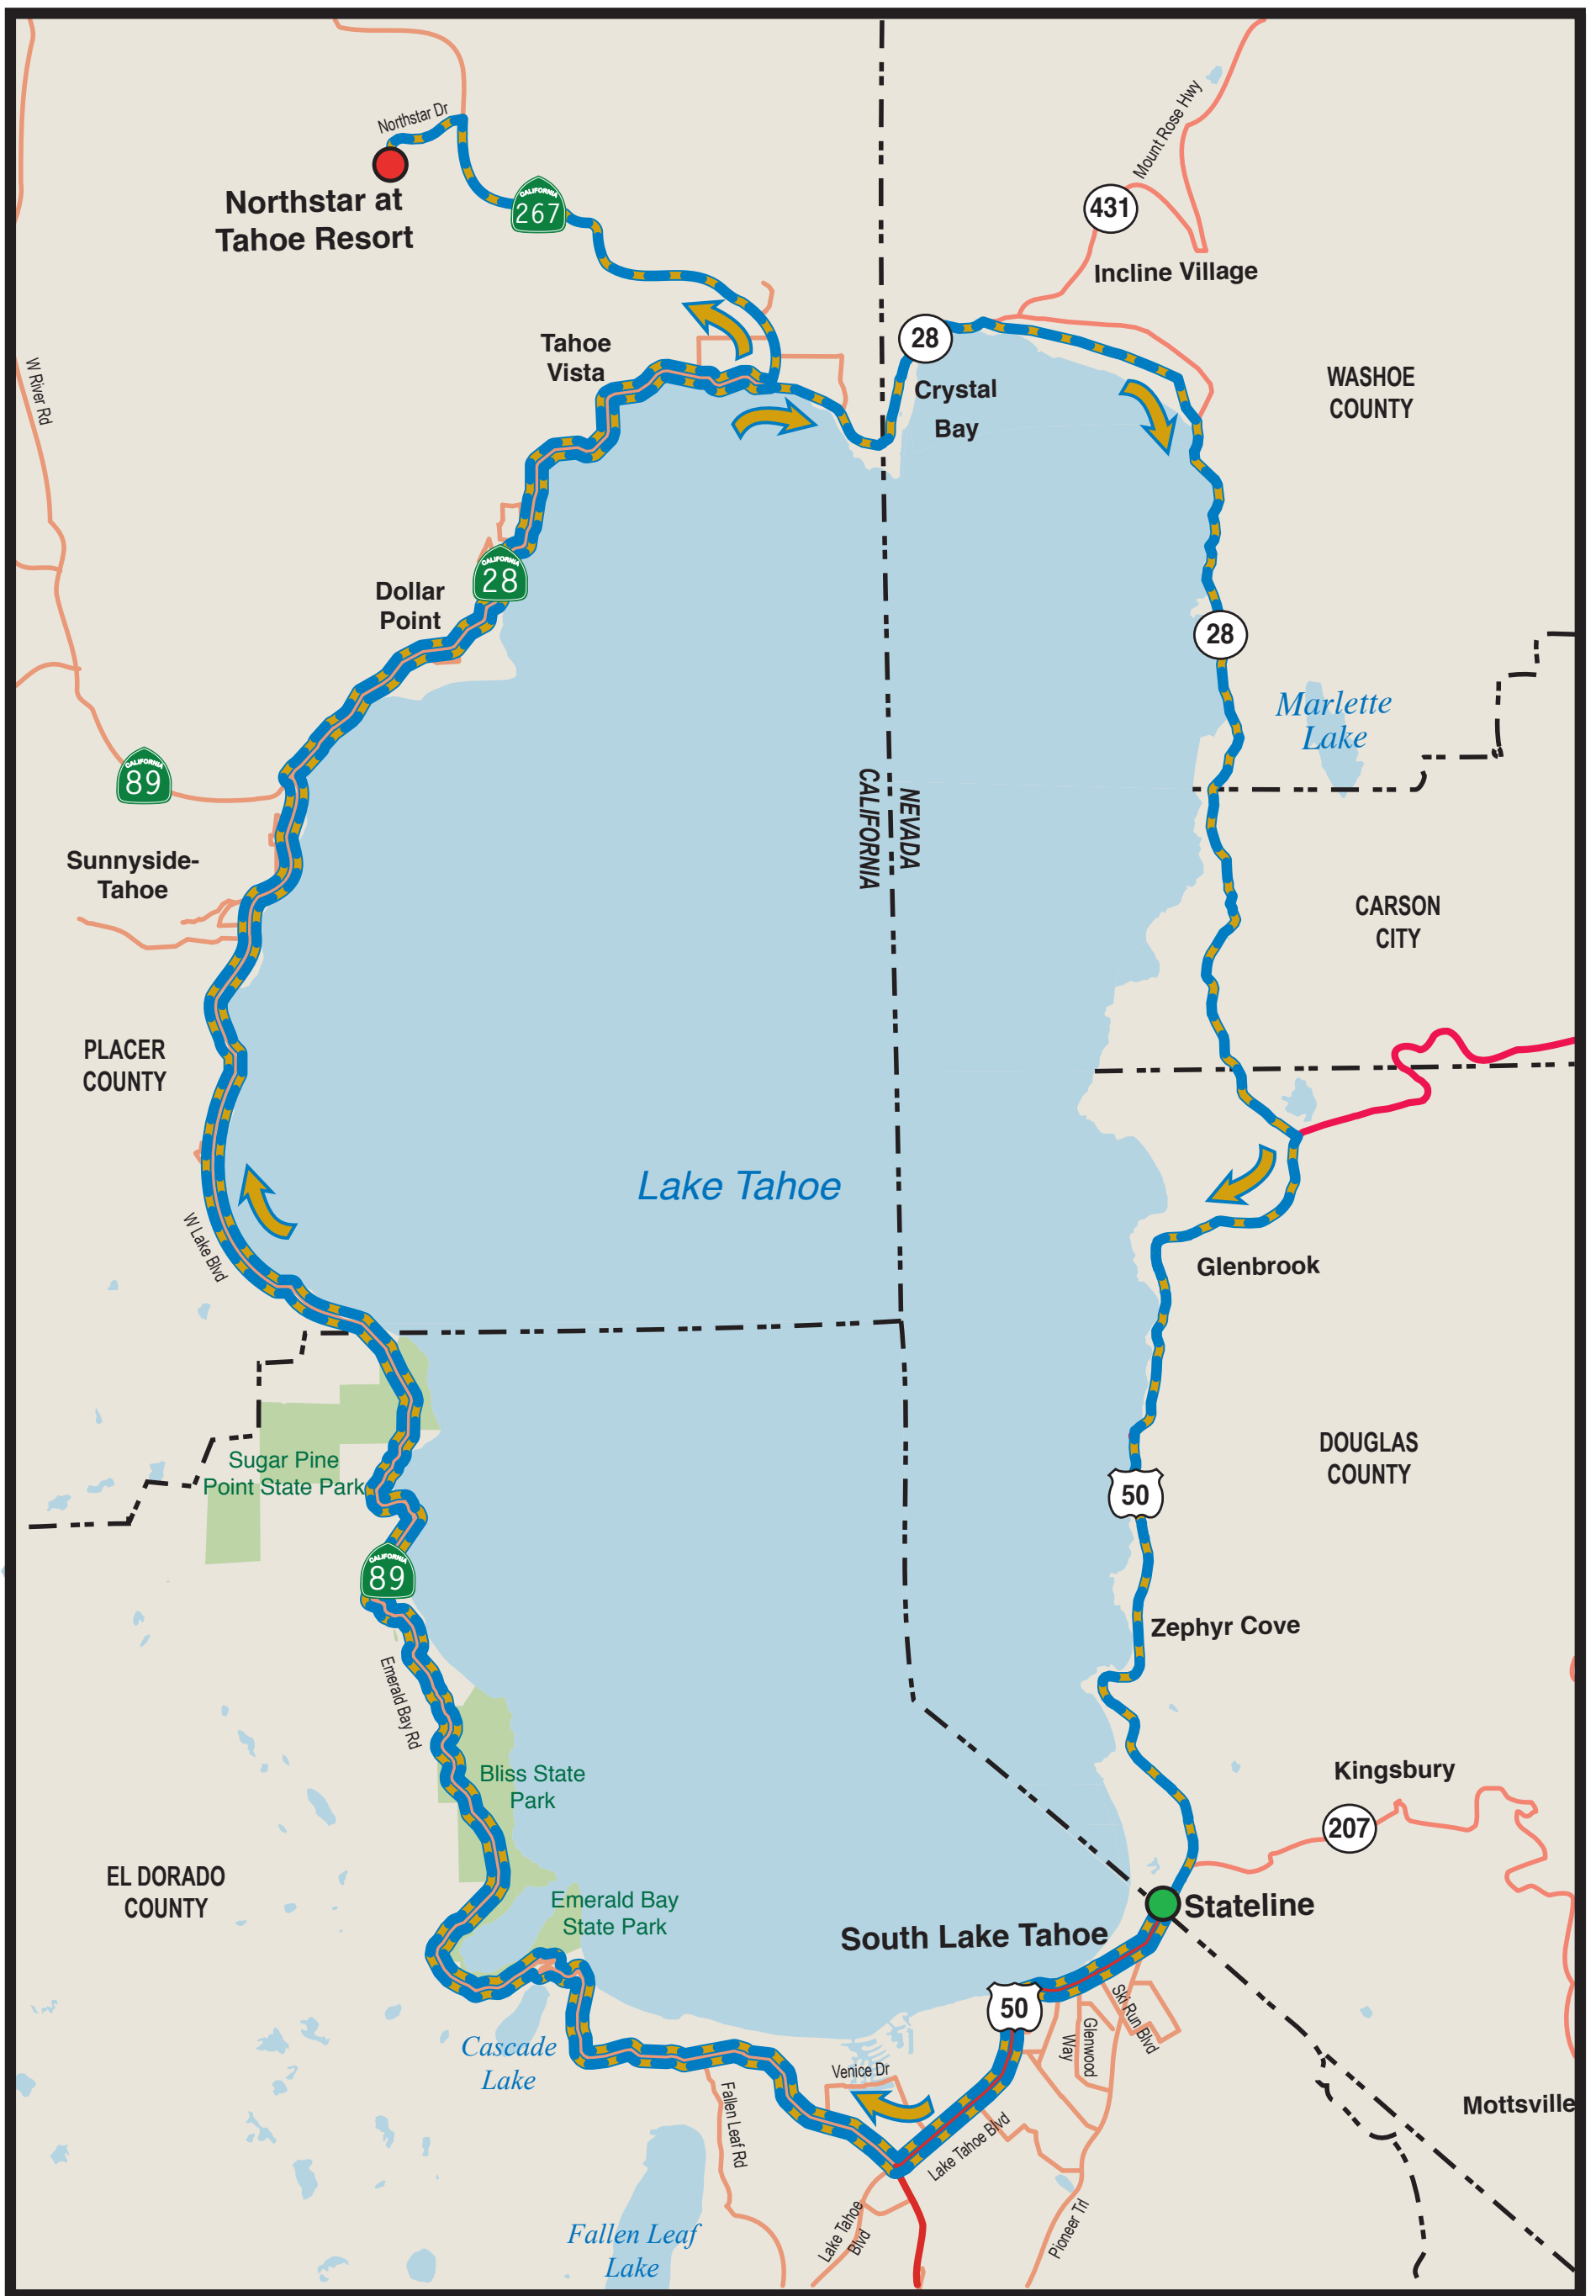 Northstar Dr
Northstar at
Tahoe Resort
CALIFORNIA
267
Mount Rose Hwy
431
Incline Village
28
Tahoe
Vista
Crystal
Bay
W River Rd
WASHOE
COUNTY
CALIFORNIA
28
Dollar
Point
28
Marlette
Lake
CALIFORNIA
89
NEVADA
CALIFORNIA
Sunnyside-
Tahoe
CARSON
CITY
PLACER
COUNTY
Lake Tahoe
W Lake Blvd
Glenbrook
Sugar Pine
Point State Park
DOUGLAS
COUNTY
50
CALIFORNIA
89
Zephyr Cove
Emerald Bay Rd
Bliss State
Park
Kingsbury
207
EL DORADO
COUNTY
Emerald Bay
State Park
Stateline
South Lake Tahoe
50
Ski Run Blvd
Glenwood
Way
Cascade
Lake
Venice Dr
Fallen Leaf Rd
Lake Tahoe Blvd
Mottsville
Lake Tahoe
Blvd
Pioneer Trl
Fallen Leaf
Lake